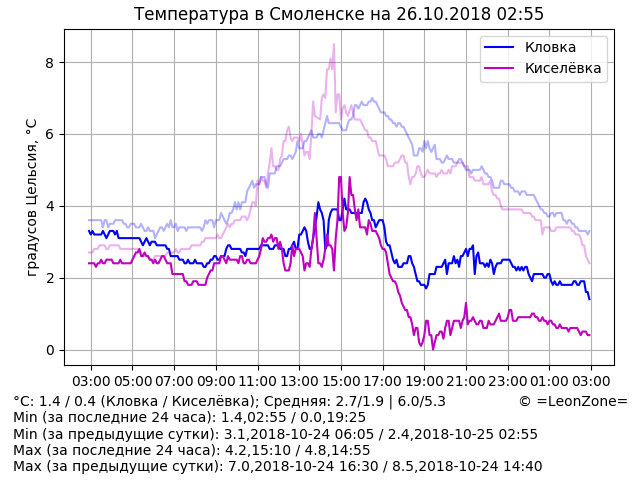 Температура в Смоленске на 26.10.2018 02:55
Кловка
Киселёвка
градусов Цельсия, °C
8
6
4
2
0
03:00 05:00 07:00 09:00 11:00 13:00 15:00 17:00 19:00 21:00 23:00 01:00 03:00
°C: 1.4 / 0.4 (Кловка / Киселёвка); Средняя: 2.7/1.9 | 6.0/5.3 © =LeonZone=
Min (за последние 24 часа): 1.4,02:55 / 0.0,19:25
Min (за предыдущие сутки): 3.1,2018-10-24 06:05 / 2.4,2018-10-25 02:55
Max (за последние 24 часа): 4.2,15:10 / 4.8,14:55
Max (за предыдущие сутки): 7.0,2018-10-24 16:30 / 8.5,2018-10-24 14:40